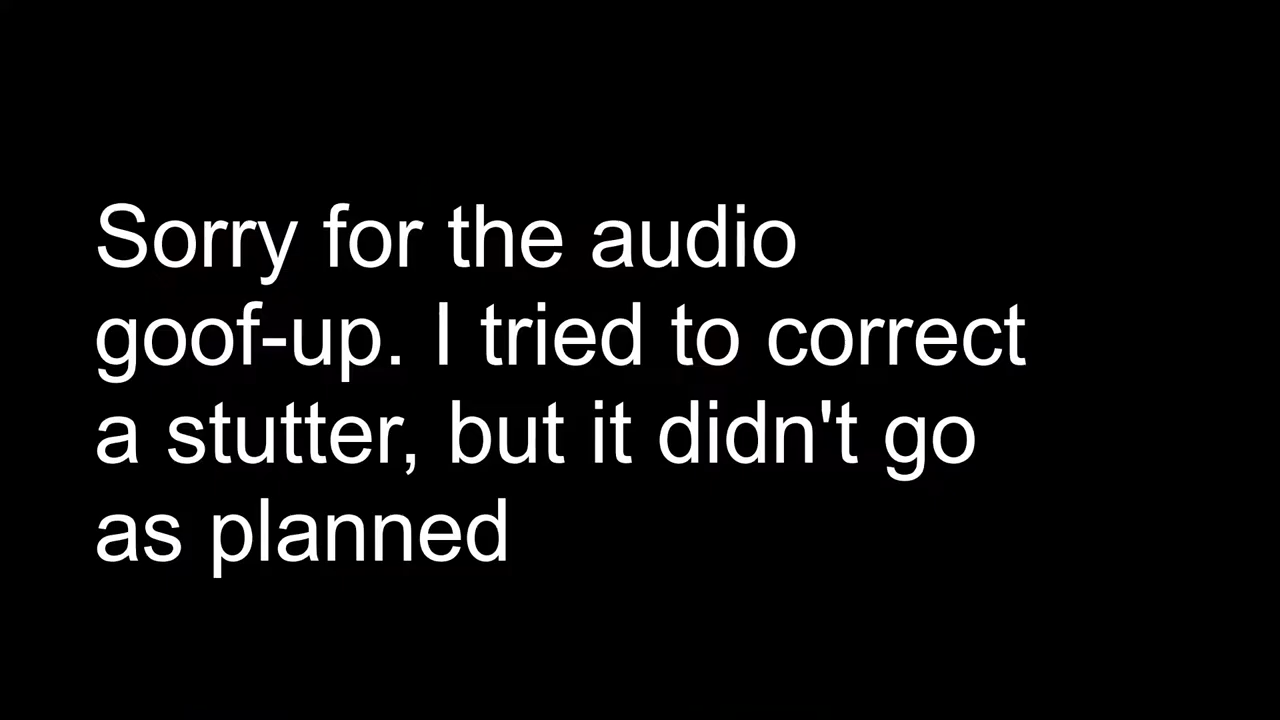 Sorry for the audio
goof-up. I tried to correct
a stutter, but it didn't go
as planned